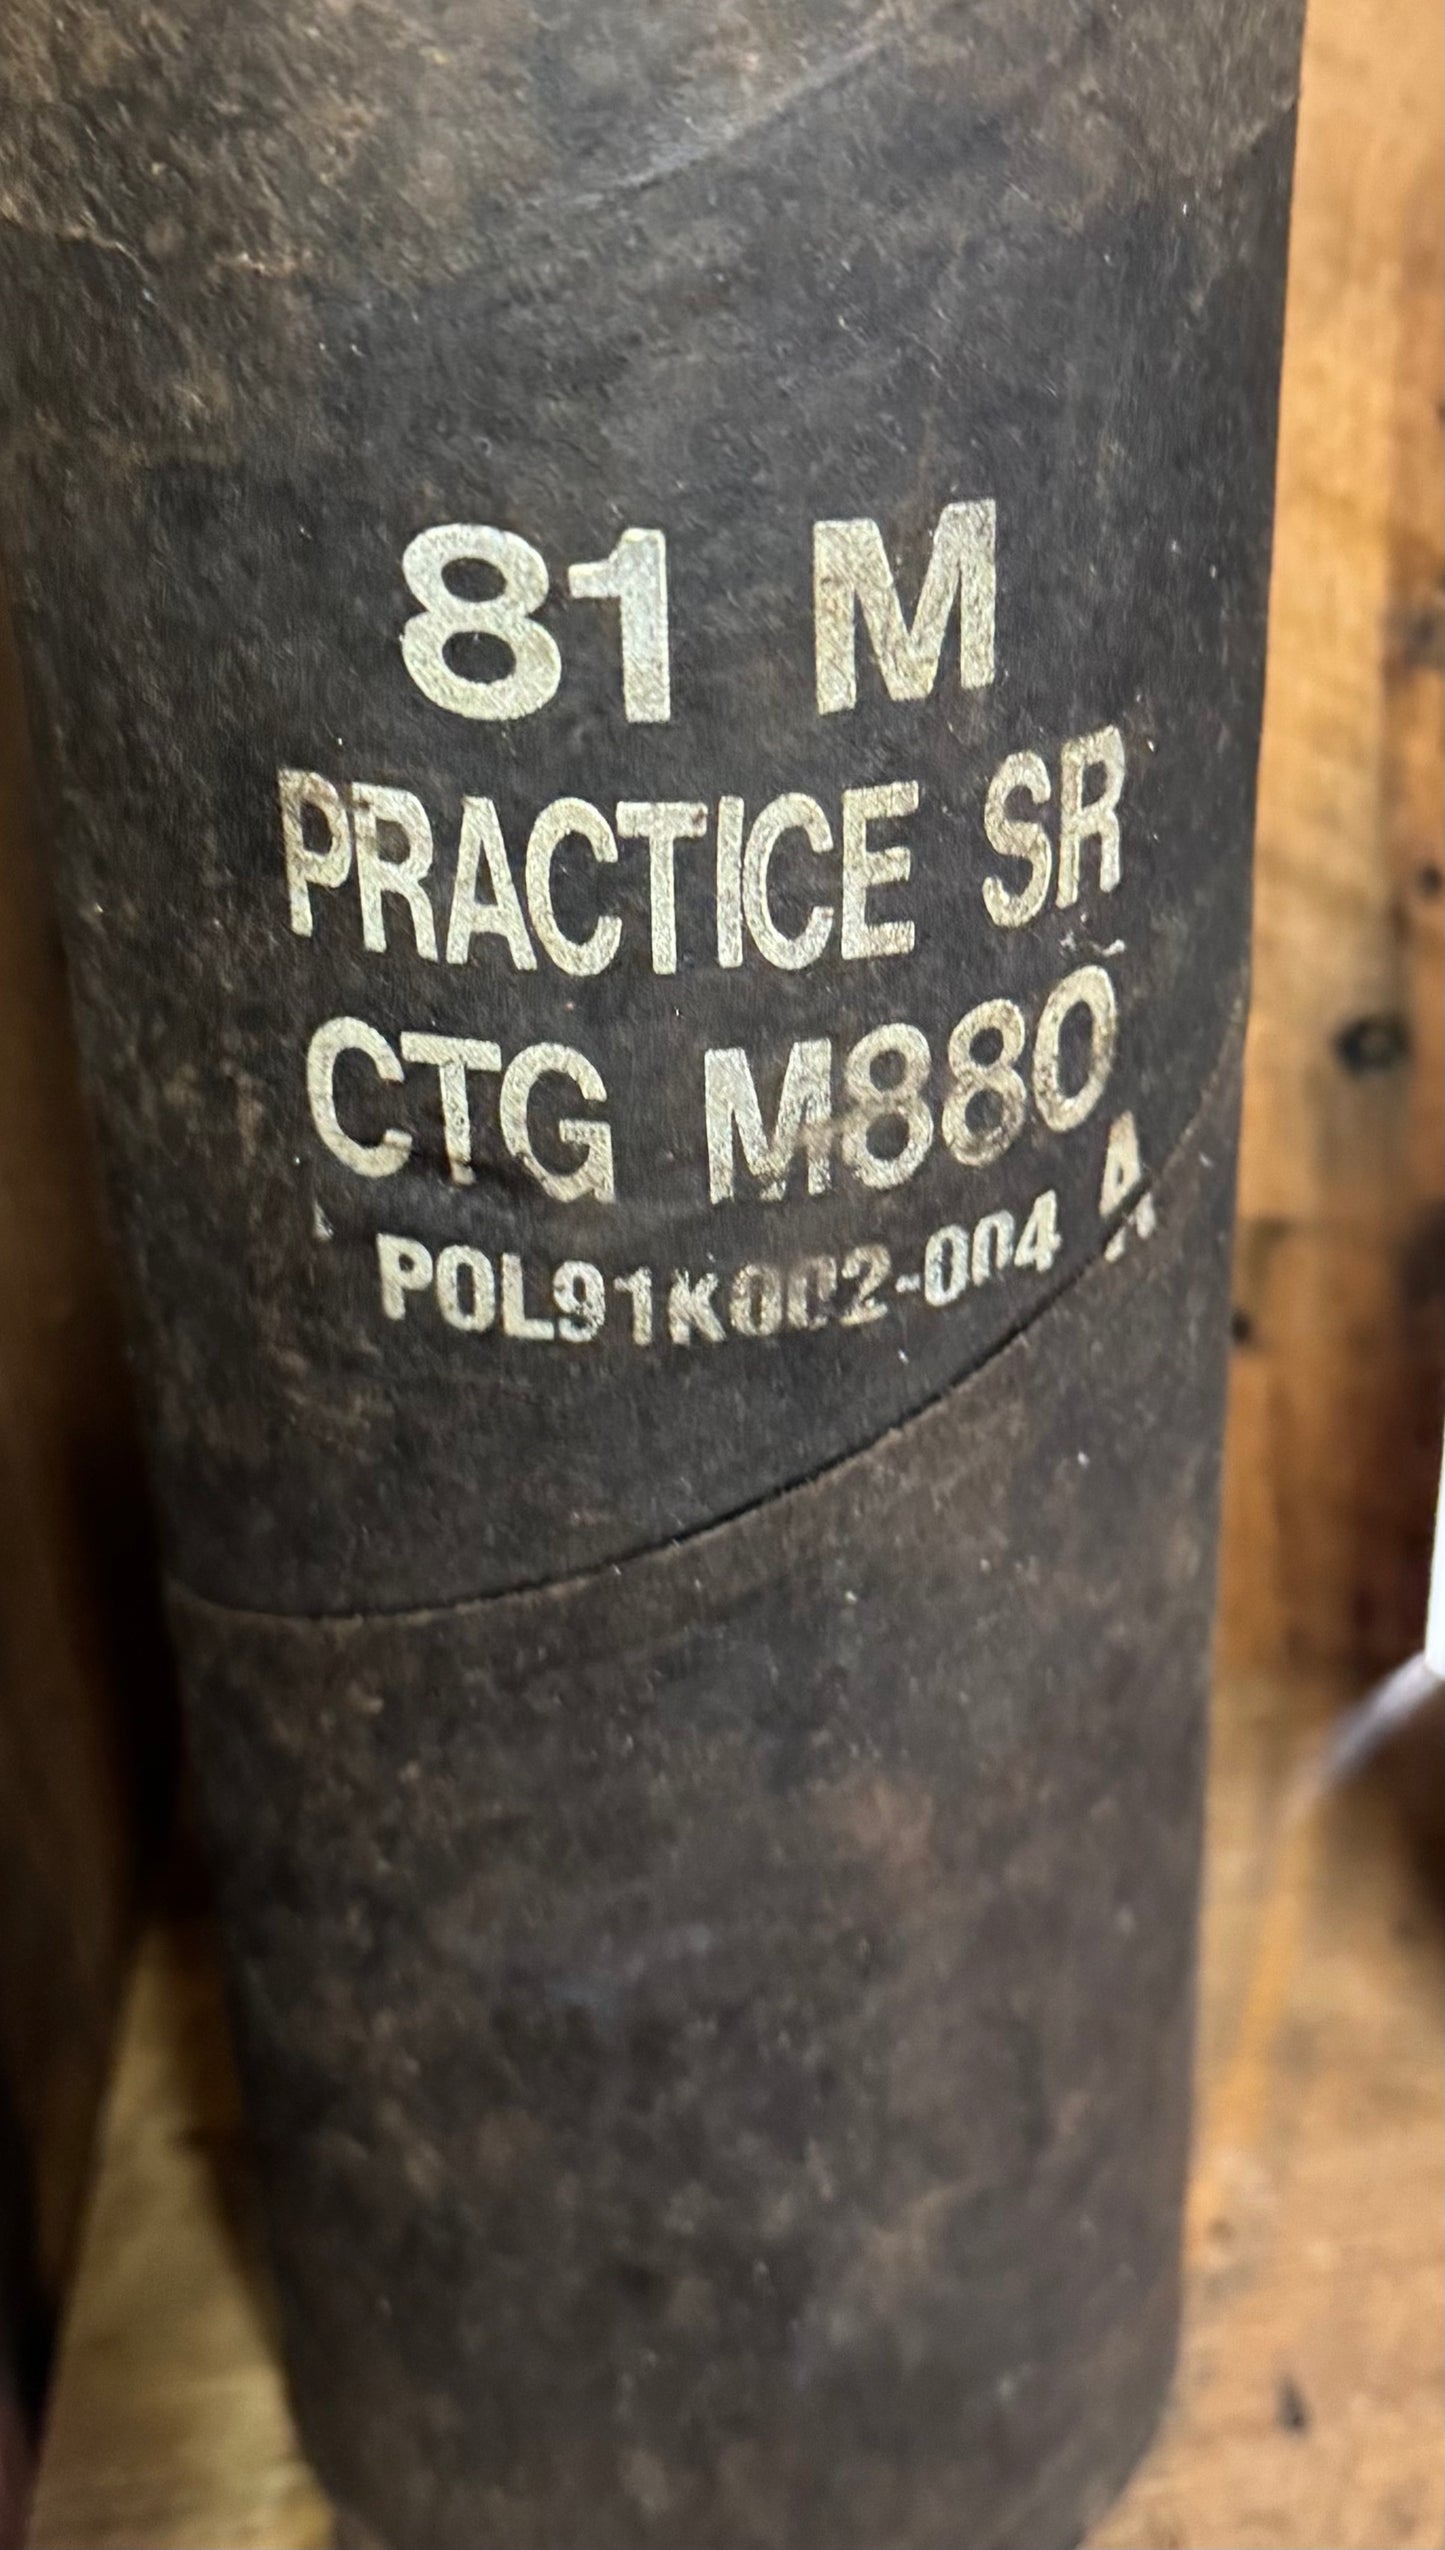 81 M
PRACTICE SR
CTG M880
POL91K002-004 A